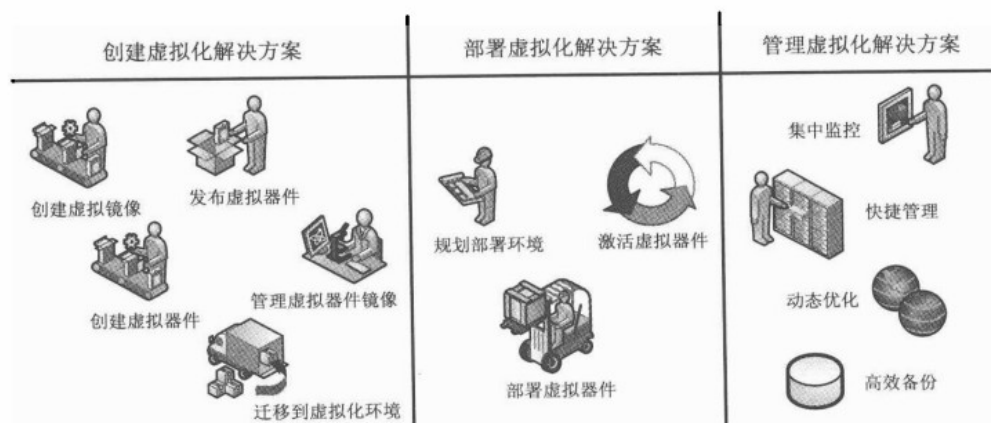 创建虚拟化解决方案
部署虚拟化解决方案
管理虚拟化解决方案
创建虚拟镜像
发布虚拟器件
创建虚拟器件
管理虚拟器件镜像
迁移到虚拟化环境
规划部署环境
激活虚拟器件
部署虚拟器件
集中监控
快捷管理
动态优化
高效备份